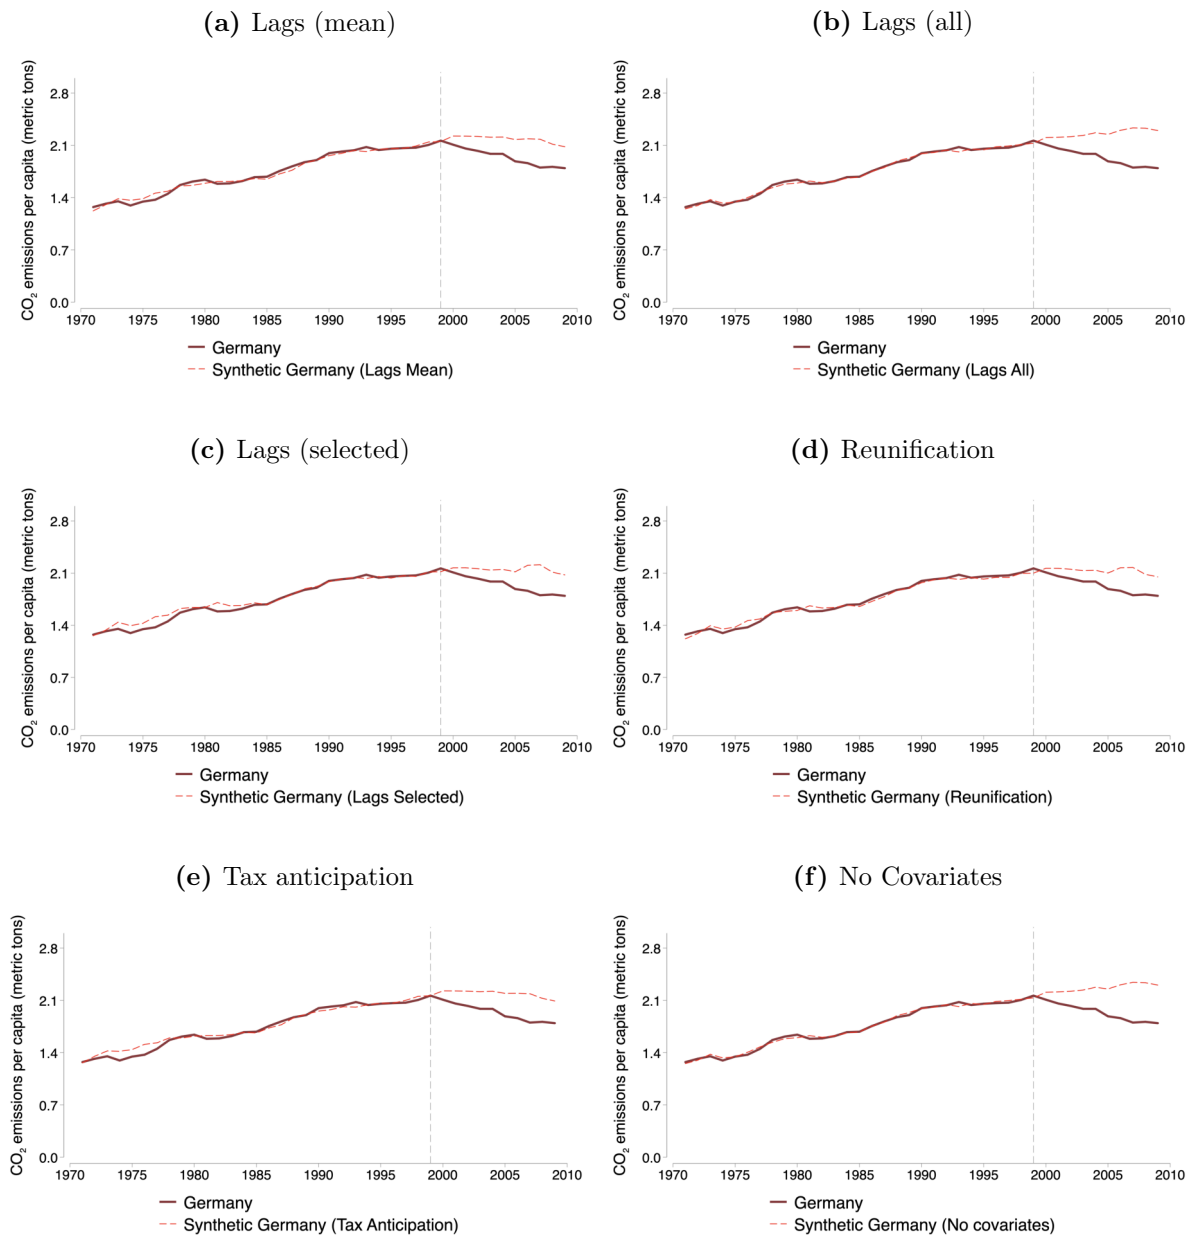 (a) Lags (mean)
CO₂ emissions per capita (metric tons)
2.8
2.1
1.4
0.7
0.0
1970 1975 1980 1985 1990 1995 2000 2005 2010
Germany
Synthetic Germany (Lags Mean)
(b) Lags (all)
CO₂ emissions per capita (metric tons)
2.8
2.1
1.4
0.7
0.0
1970 1975 1980 1985 1990 1995 2000 2005 2010
Germany
Synthetic Germany (Lags All)
(c) Lags (selected)
CO₂ emissions per capita (metric tons)
2.8
2.1
1.4
0.7
0.0
1970 1975 1980 1985 1990 1995 2000 2005 2010
Germany
Synthetic Germany (Lags Selected)
(d) Reunification
CO₂ emissions per capita (metric tons)
2.8
2.1
1.4
0.7
0.0
1970 1975 1980 1985 1990 1995 2000 2005 2010
Germany
Synthetic Germany (Reunification)
(e) Tax anticipation
CO₂ emissions per capita (metric tons)
2.8
2.1
1.4
0.7
0.0
1970 1975 1980 1985 1990 1995 2000 2005 2010
Germany
Synthetic Germany (Tax Anticipation)
(f) No Covariates
CO₂ emissions per capita (metric tons)
2.8
2.1
1.4
0.7
0.0
1970 1975 1980 1985 1990 1995 2000 2005 2010
Germany
Synthetic Germany (No covariates)